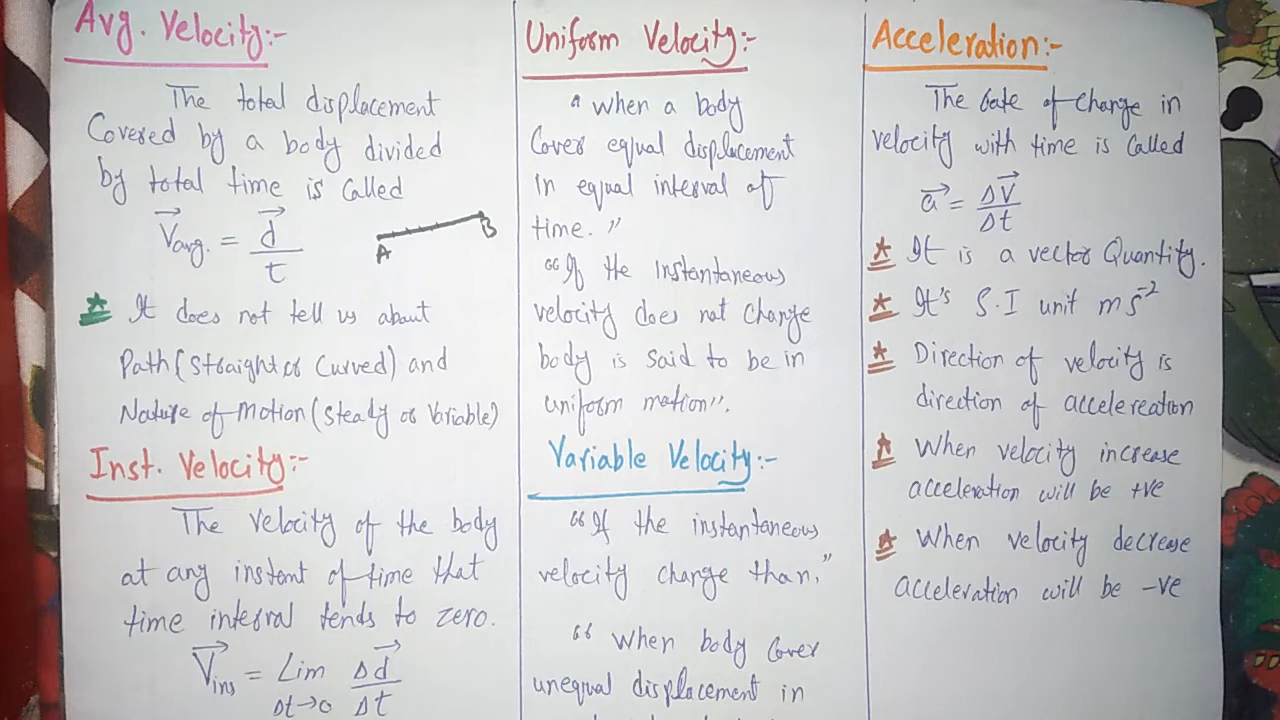 Avg. Velocity:-
The total displacement
Covered by a body divided
by total time is Called
V⃗avg. = d⃗ / t
A B
It does not tell us about
Path (Straight or Curved) and
Nature of Motion (Steady or Variable)
Inst. Velocity:-
The Velocity of the body
at any instant of time that
time interval tends to zero.
V⃗ins = Lim Δt→0 Δd⃗ / Δt
Uniform Velocity:-
" when a body
Cover equal displacement
in equal interval of
time. "
"If the instantaneous
velocity does not change
body is said to be in
uniform motion".
Variable Velocity:-
"If the instantaneous
velocity change than."
" When body Cover
unequal displacement in
Acceleration:-
The Rate of change in
velocity with time is Called
a⃗ = ΔV⃗ / Δt
It is a vector Quantity.
It's S.I unit ms⁻²
Direction of velocity is
direction of accelereation
When velocity increase
acceleration will be +ve
When velocity decrease
acceleration will be -ve